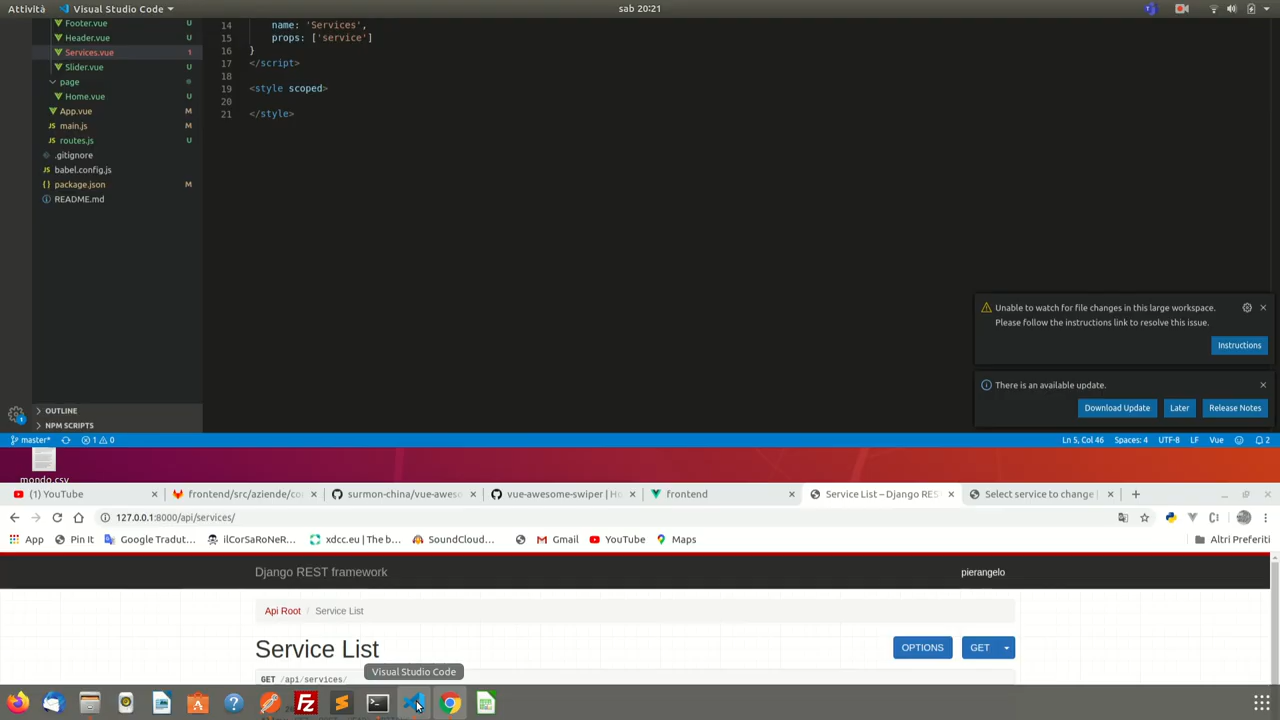 Attività Visual Studio Code sab 20:21
Footer.vue U
Header.vue U
Services.vue 1
Slider.vue U
page
Home.vue U
App.vue M
main.js M
routes.js U
.gitignore
babel.config.js
package.json M
README.md
OUTLINE
NPM SCRIPTS
14 name: 'Services',
15 props: ['service']
16 }
17 </script>
18
19 <style scoped>
20
21 </style>
Unable to watch for file changes in this large workspace.
Please follow the instructions link to resolve this issue.
Instructions
There is an available update.
Download Update Later Release Notes
master* 1 0 Ln 5, Col 46 Spaces: 4 UTF-8 LF Vue 2
mondo.csv
(1) YouTube frontend/src/aziende/co surmon-china/vue-aweso vue-awesome-swiper | Ho frontend Service List – Django RES Select service to change |
127.0.0.1:8000/api/services/
App Pin It Google Tradut... ilCorSaRoNeR... xdcc.eu | The b... SoundCloud... Gmail YouTube Maps Altri Preferiti
Django REST framework pierangelo
Api Root / Service List
Service List OPTIONS GET
Visual Studio Code
GET /api/services/